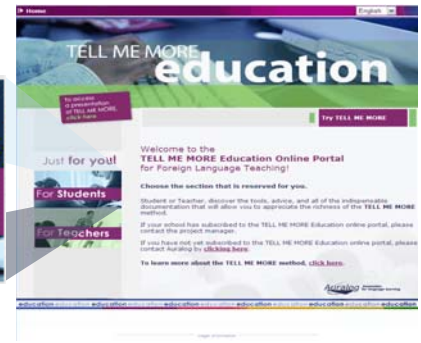 Home
English
TELL ME MORE
education
to access
a presentation
of TELL ME MORE,
click here
Try TELL ME MORE
Just for you!
For Students
For Teachers
Welcome to the
TELL ME MORE Education Online Portal
for Foreign Language Teaching!
Choose the section that is reserved for you.
Student or Teacher, discover the tools, advice, and all of the indispensable
documentation that will allow you to appreciate the richness of the TELL ME MORE
method.
If your school has subscribed to the TELL ME MORE Education online portal, please
contact the project manager.
If you have not yet subscribed to the TELL ME MORE Education online portal, please
contact Auralog by clicking here.
To learn more about the TELL ME MORE method, click here.
Auralog
education education education education education education education education